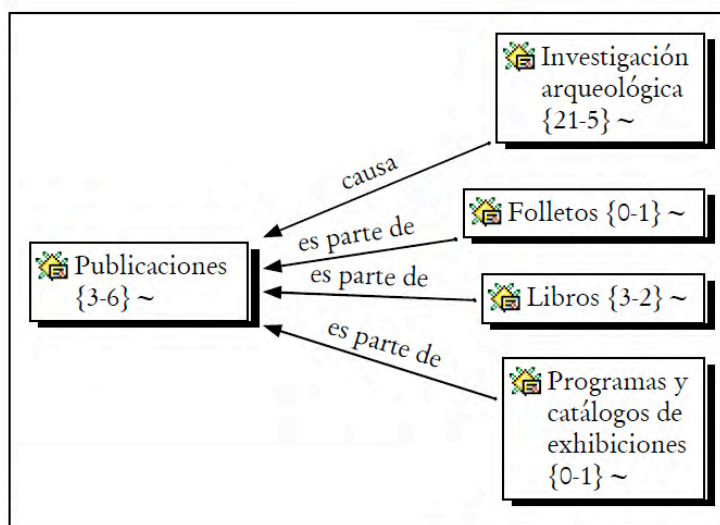 Investigación
arqueológica
{21-5} ~
causa
Folletos {0-1} ~
es parte de
Publicaciones
{3-6} ~
es parte de
Libros {3-2} ~
es parte de
Programas y
catálogos de
exhibiciones
{0-1} ~